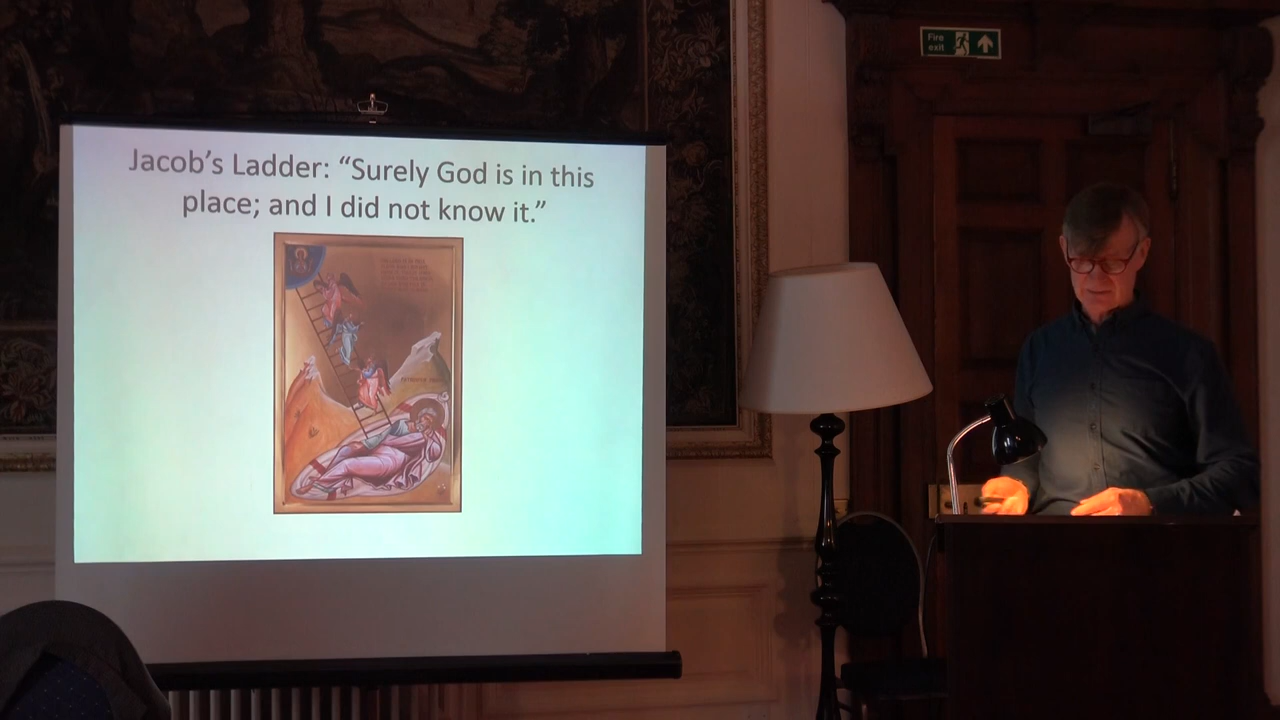 Jacob’s Ladder: “Surely God is in this
place; and I did not know it.”
Fire
exit